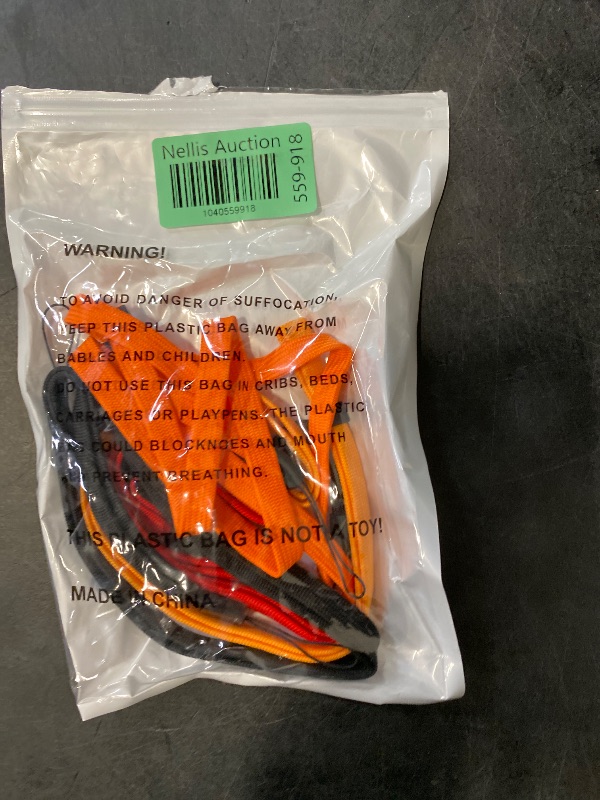 Nellis Auction
559-918
1040559918
WARNING!
TO AVOID DANGER OF SUFFOCATION,
KEEP THIS PLASTIC BAG AWAY FROM
BABLES AND CHILDREN.
DO NOT USE THIS BAG IN CRIBS, BEDS,
CARRIAGES OR PLAYPENS. THE PLASTIC
COULD BLOCKNOES AND MOUTH
PREVENT BREATHING.
THIS PLASTIC BAG IS NOT A TOY!
MADE IN CHINA